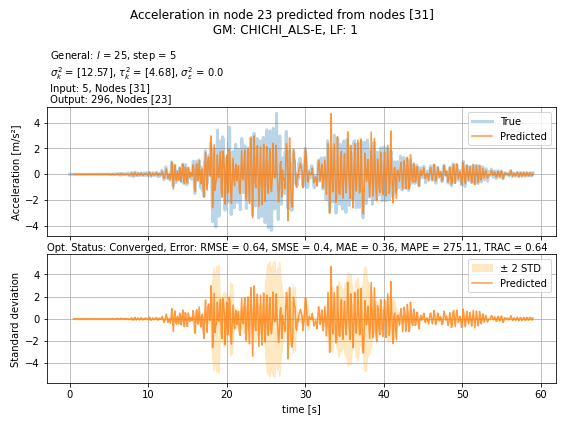 Acceleration in node 23 predicted from nodes [31]
GM: CHICHI_ALS-E, LF: 1
General: l = 25, step = 5
σ²ₖ = [12.57], τ²ₖ = [4.68], σ²ε = 0.0
Input: 5, Nodes [31]
Output: 296, Nodes [23]
Acceleration [m/s²]
4
2
0
−2
−4
True
Predicted
Opt. Status: Converged, Error: RMSE = 0.64, SMSE = 0.4, MAE = 0.36, MAPE = 275.11, TRAC = 0.64
Standard deviation
4
2
0
−2
−4
± 2 STD
Predicted
0 10 20 30 40 50 60
time [s]